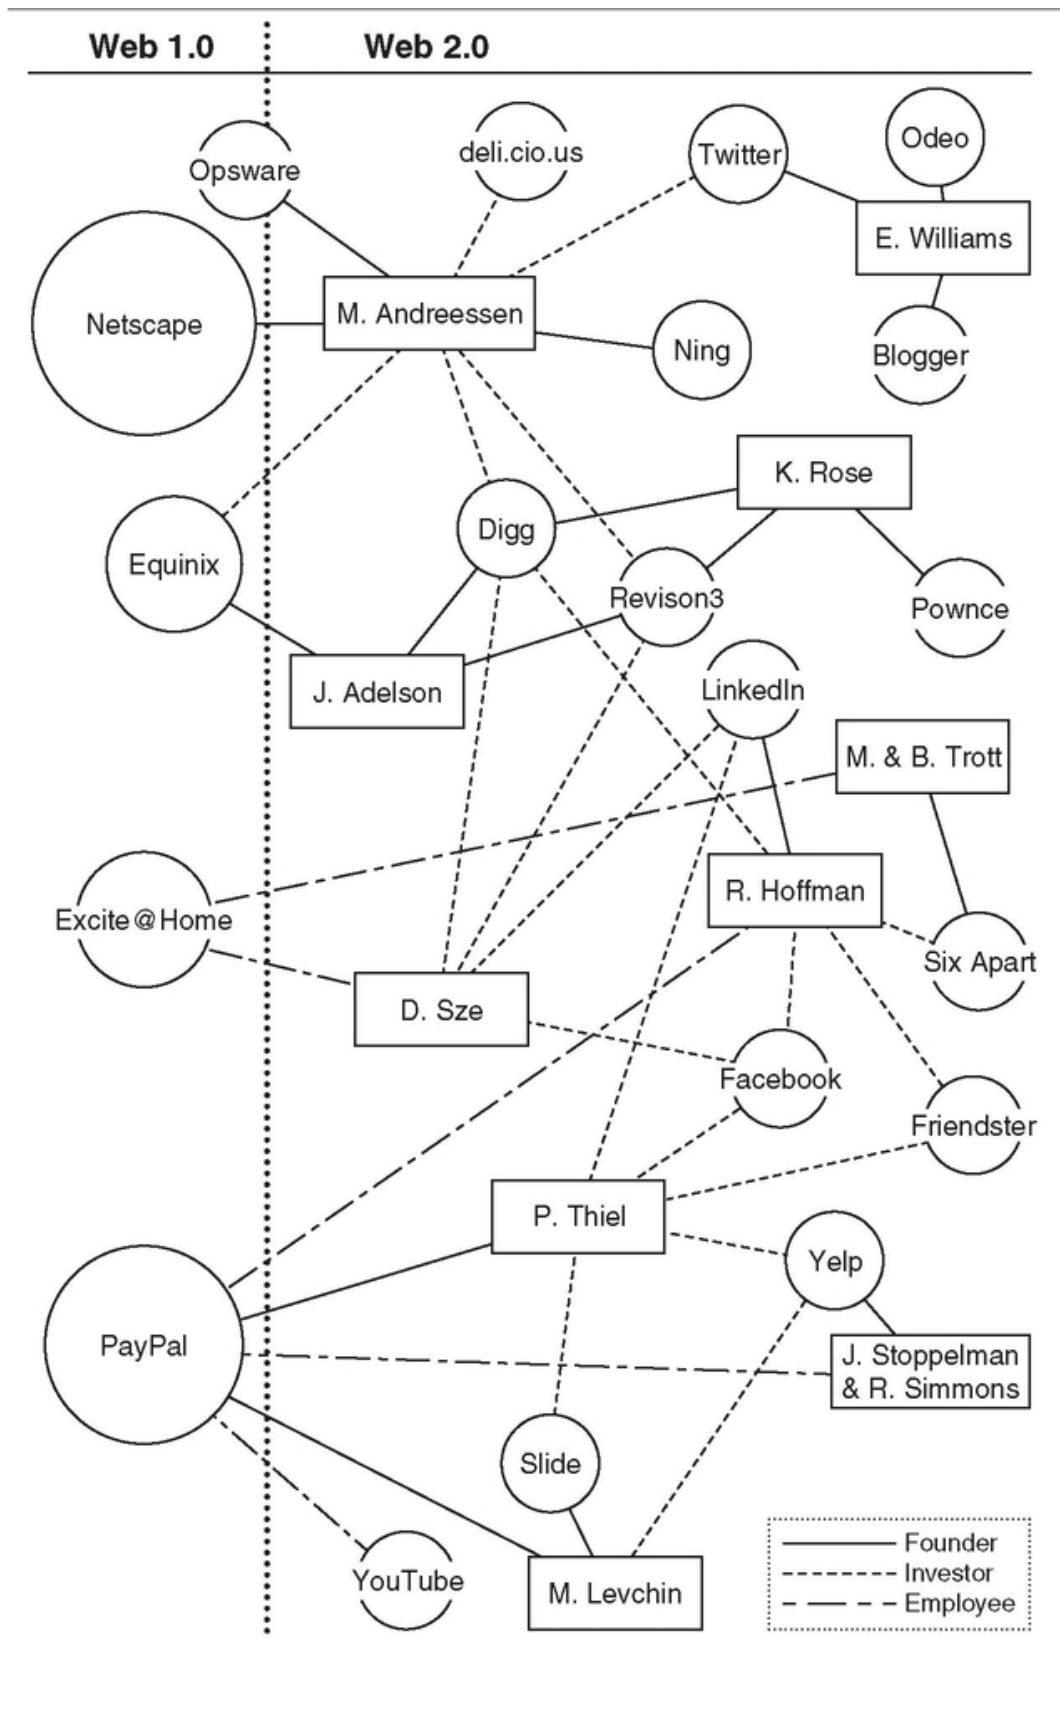 Web 1.0
Web 2.0
Opsware
deli.cio.us
Twitter
Odeo
E. Williams
Netscape
M. Andreessen
Ning
Blogger
K. Rose
Digg
Equinix
Revison3
Pownce
J. Adelson
LinkedIn
M. & B. Trott
R. Hoffman
Excite@Home
Six Apart
D. Sze
Facebook
Friendster
P. Thiel
Yelp
PayPal
J. Stoppelman
& R. Simmons
Slide
YouTube
M. Levchin
Founder
Investor
Employee